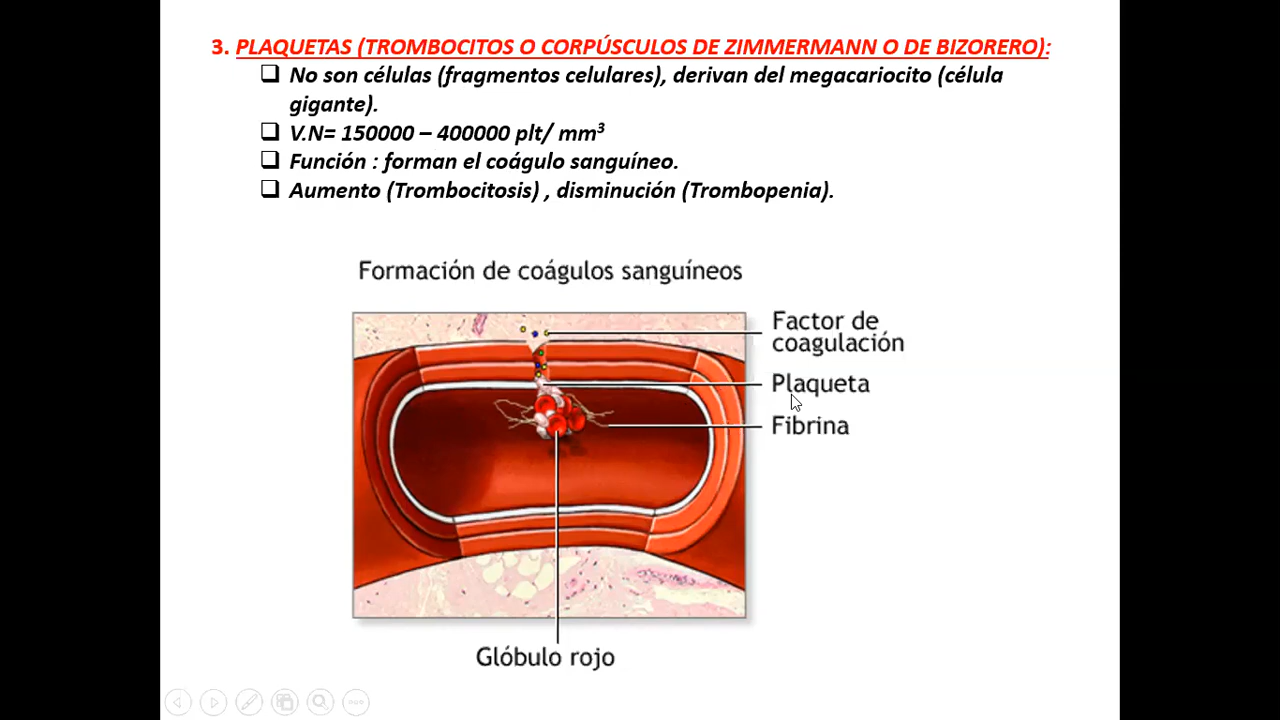 3. PLAQUETAS (TROMBOCITOS O CORPÚSCULOS DE ZIMMERMANN O DE BIZORERO):
No son células (fragmentos celulares), derivan del megacariocito (célula
gigante).
V.N= 150000 – 400000 plt/ mm³
Función : forman el coágulo sanguíneo.
Aumento (Trombocitosis) , disminución (Trombopenia).
Formación de coágulos sanguíneos
Factor de
coagulación
Plaqueta
Fibrina
Glóbulo rojo